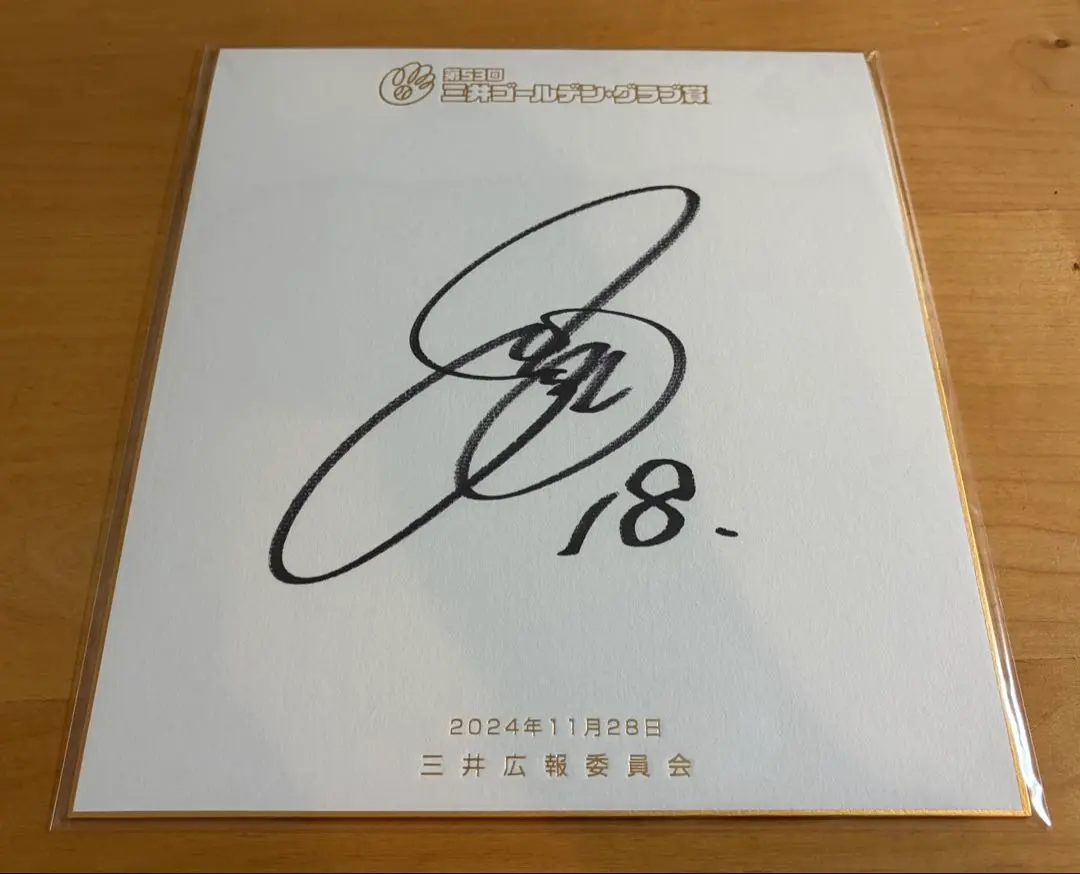 第53回
三井ゴールデン・グラブ賞
18.
2024年11月28日
三井広報委員会